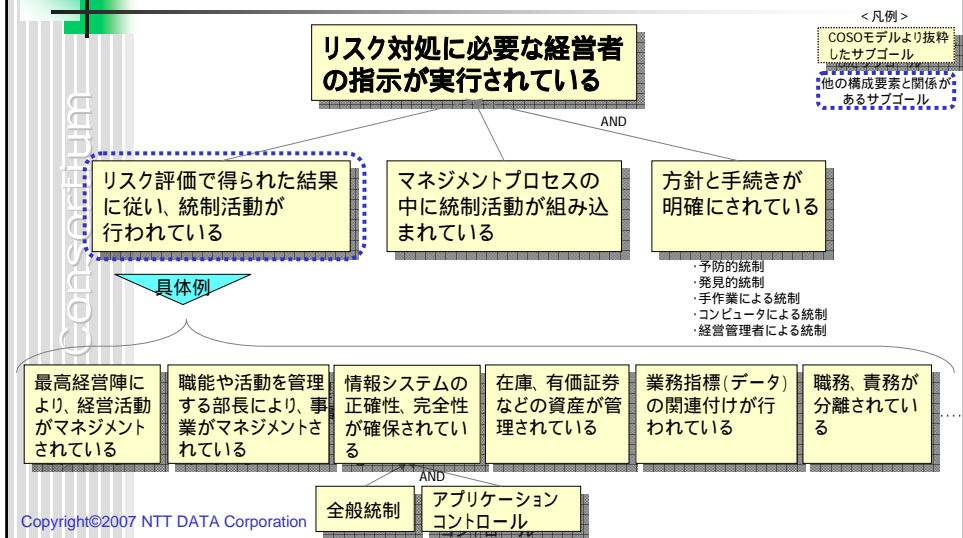 <凡例>
COSOモデルより抜粋
したサブゴール
他の構成要素と関係が
あるサブゴール
リスク対処に必要な経営者
の指示が実行されている
AND
リスク評価で得られた結果
に従い、統制活動が
行われている
マネジメントプロセスの
中に統制活動が組み込
まれている
方針と手続きが
明確にされている
・予防的統制
・発見的統制
・手作業による統制
・コンピュータによる統制
・経営管理者による統制
具体例
最高経営陣に
より、経営活動
がマネジメント
されている
職能や活動を管理
する部長により、事
業がマネジメントさ
れている
情報システムの
正確性、完全性
が確保されてい
る
在庫、有価証券
などの資産が管
理されている
業務指標(データ)
の関連付けが行
われている
職務、責務が
分離されてい
る
‥‥
AND
全般統制
アプリケーション
コントロール
Consortium
Copyright©2007 NTT DATA Corporation